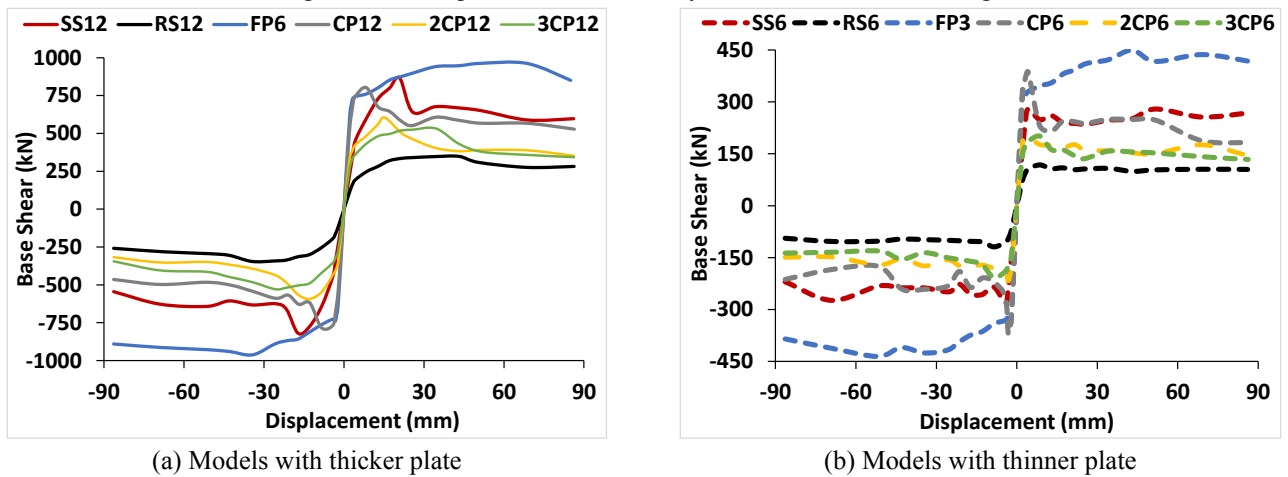 SS12 RS12 FP6 CP12 2CP12 3CP12
1000
750
500
250
0
-250
-500
-750
-1000
Base Shear (kN)
-90 -60 -30 0 30 60 90
Displacement (mm)
(a) Models with thicker plate
SS6 RS6 FP3 CP6 2CP6 3CP6
450
300
150
0
-150
-300
-450
Base Shear (kN)
-90 -60 -30 0 30 60 90
Displacement (mm)
(b) Models with thinner plate